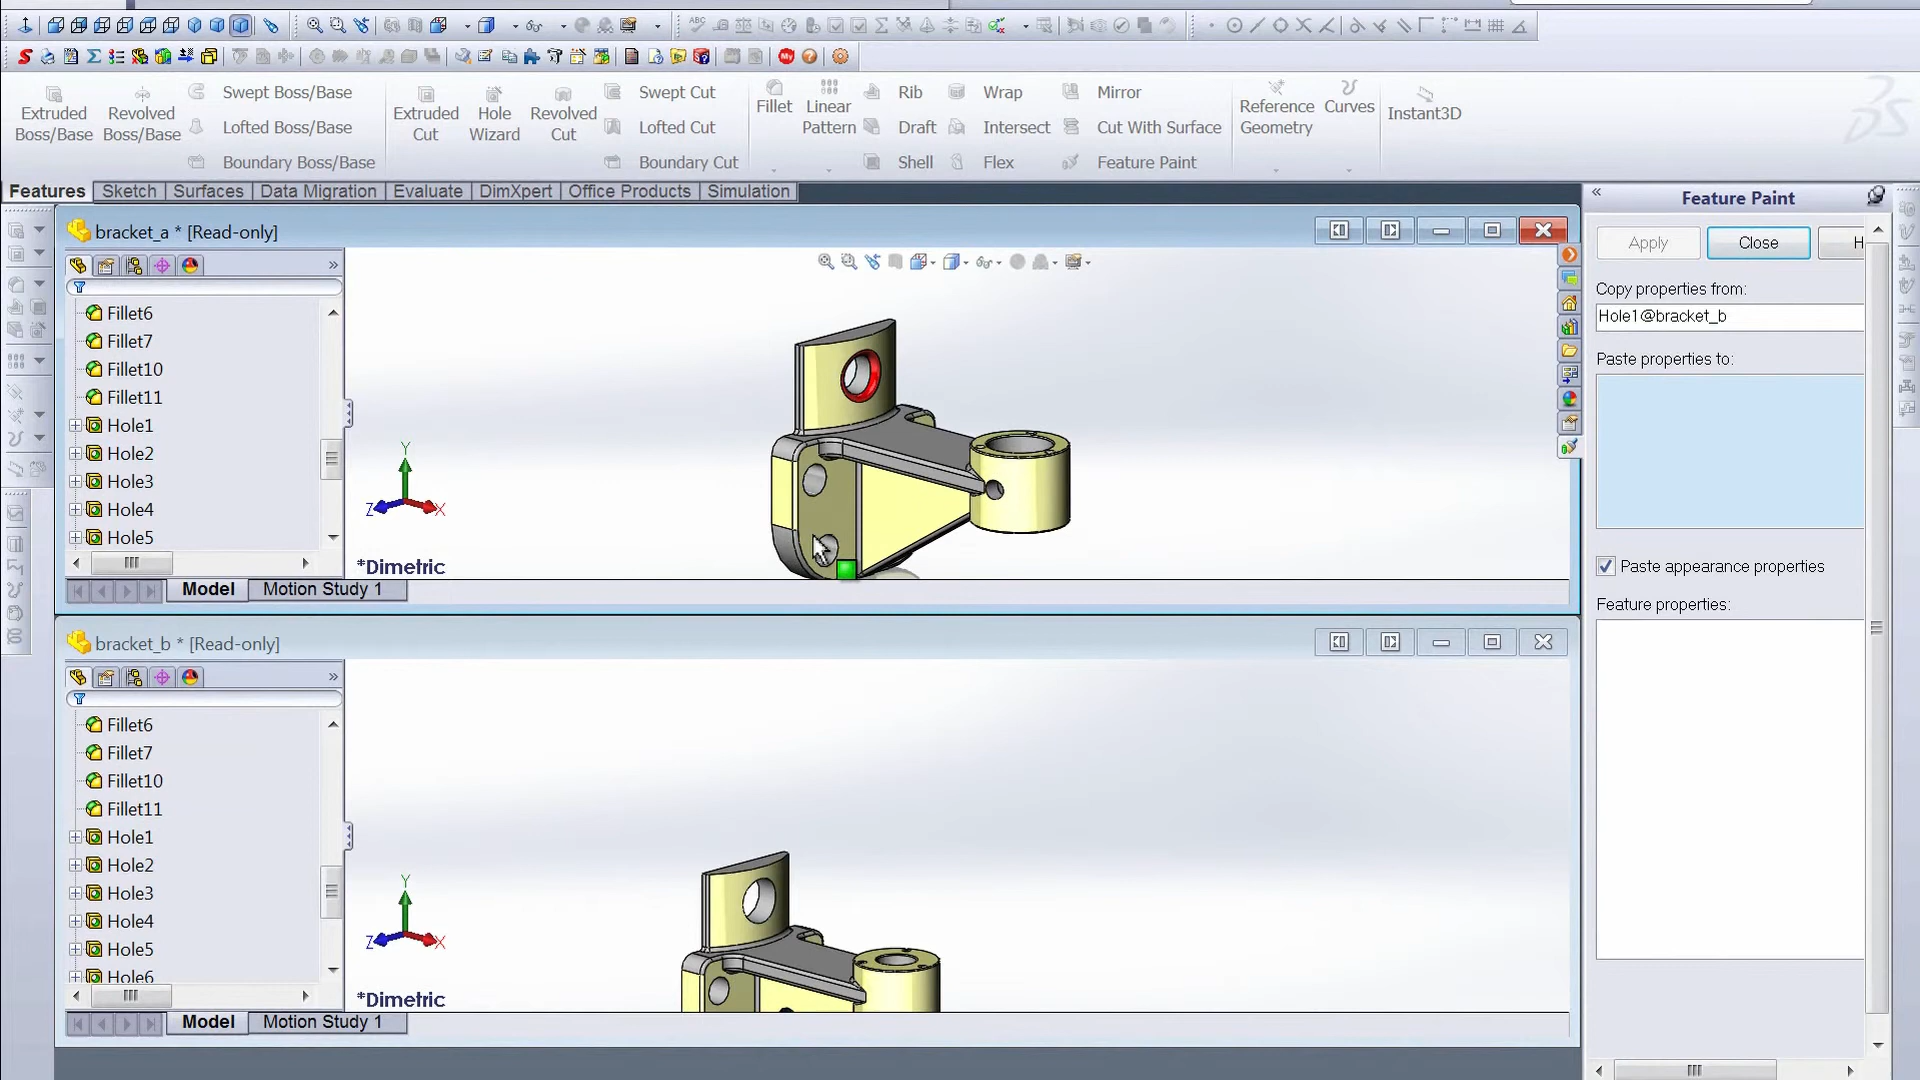 Extruded Boss/Base
Revolved Boss/Base
Swept Boss/Base
Lofted Boss/Base
Boundary Boss/Base
Extruded Cut
Hole Wizard
Revolved Cut
Swept Cut
Lofted Cut
Boundary Cut
Fillet
Linear Pattern
Rib
Draft
Shell
Wrap
Intersect
Flex
Mirror
Cut With Surface
Feature Paint
Reference Geometry
Curves
Instant3D
Features Sketch Surfaces Data Migration Evaluate DimXpert Office Products Simulation
bracket_a * [Read-only]
Fillet6
Fillet7
Fillet10
Fillet11
Hole1
Hole2
Hole3
Hole4
Hole5
Y
Z
X
*Dimetric
Model Motion Study 1
bracket_b * [Read-only]
Fillet6
Fillet7
Fillet10
Fillet11
Hole1
Hole2
Hole3
Hole4
Hole5
Hole6
Y
Z
X
*Dimetric
Model Motion Study 1
Feature Paint
Apply Close H
Copy properties from:
Hole1@bracket_b
Paste properties to:
Paste appearance properties
Feature properties: